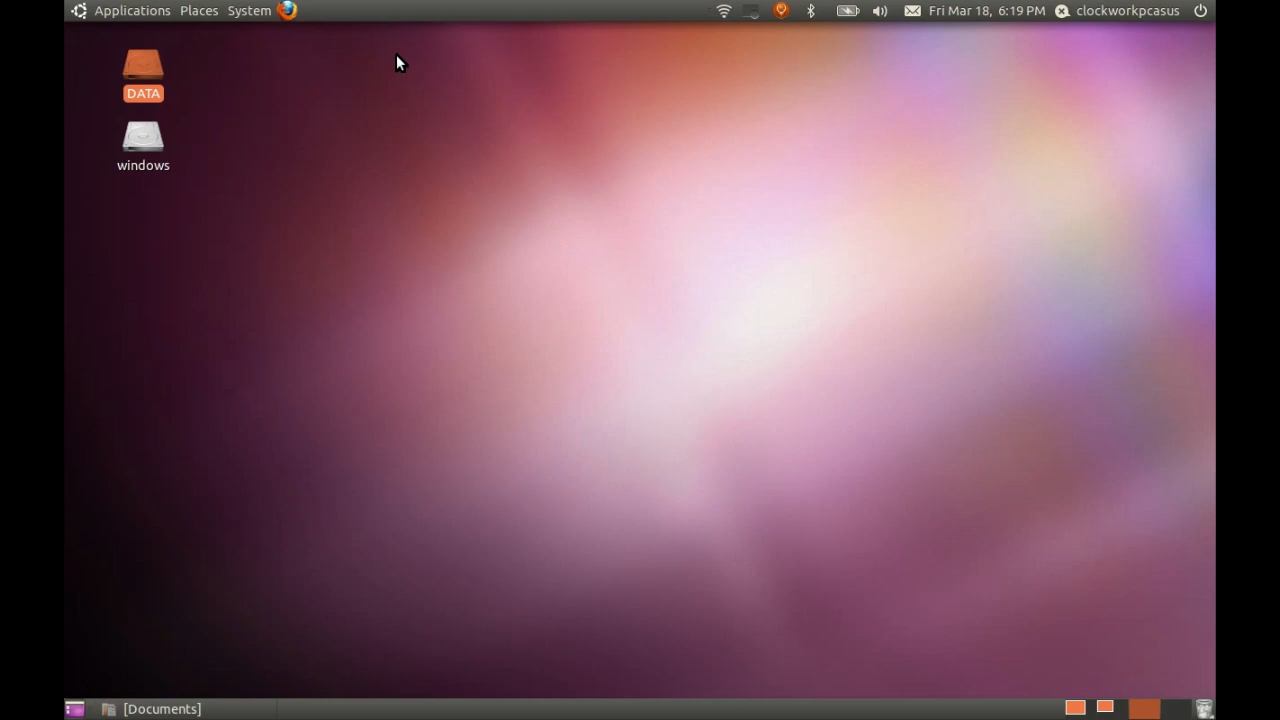 Applications Places System Fri Mar 18, 6:19 PM clockworkpcasus
DATA
windows
[Documents]